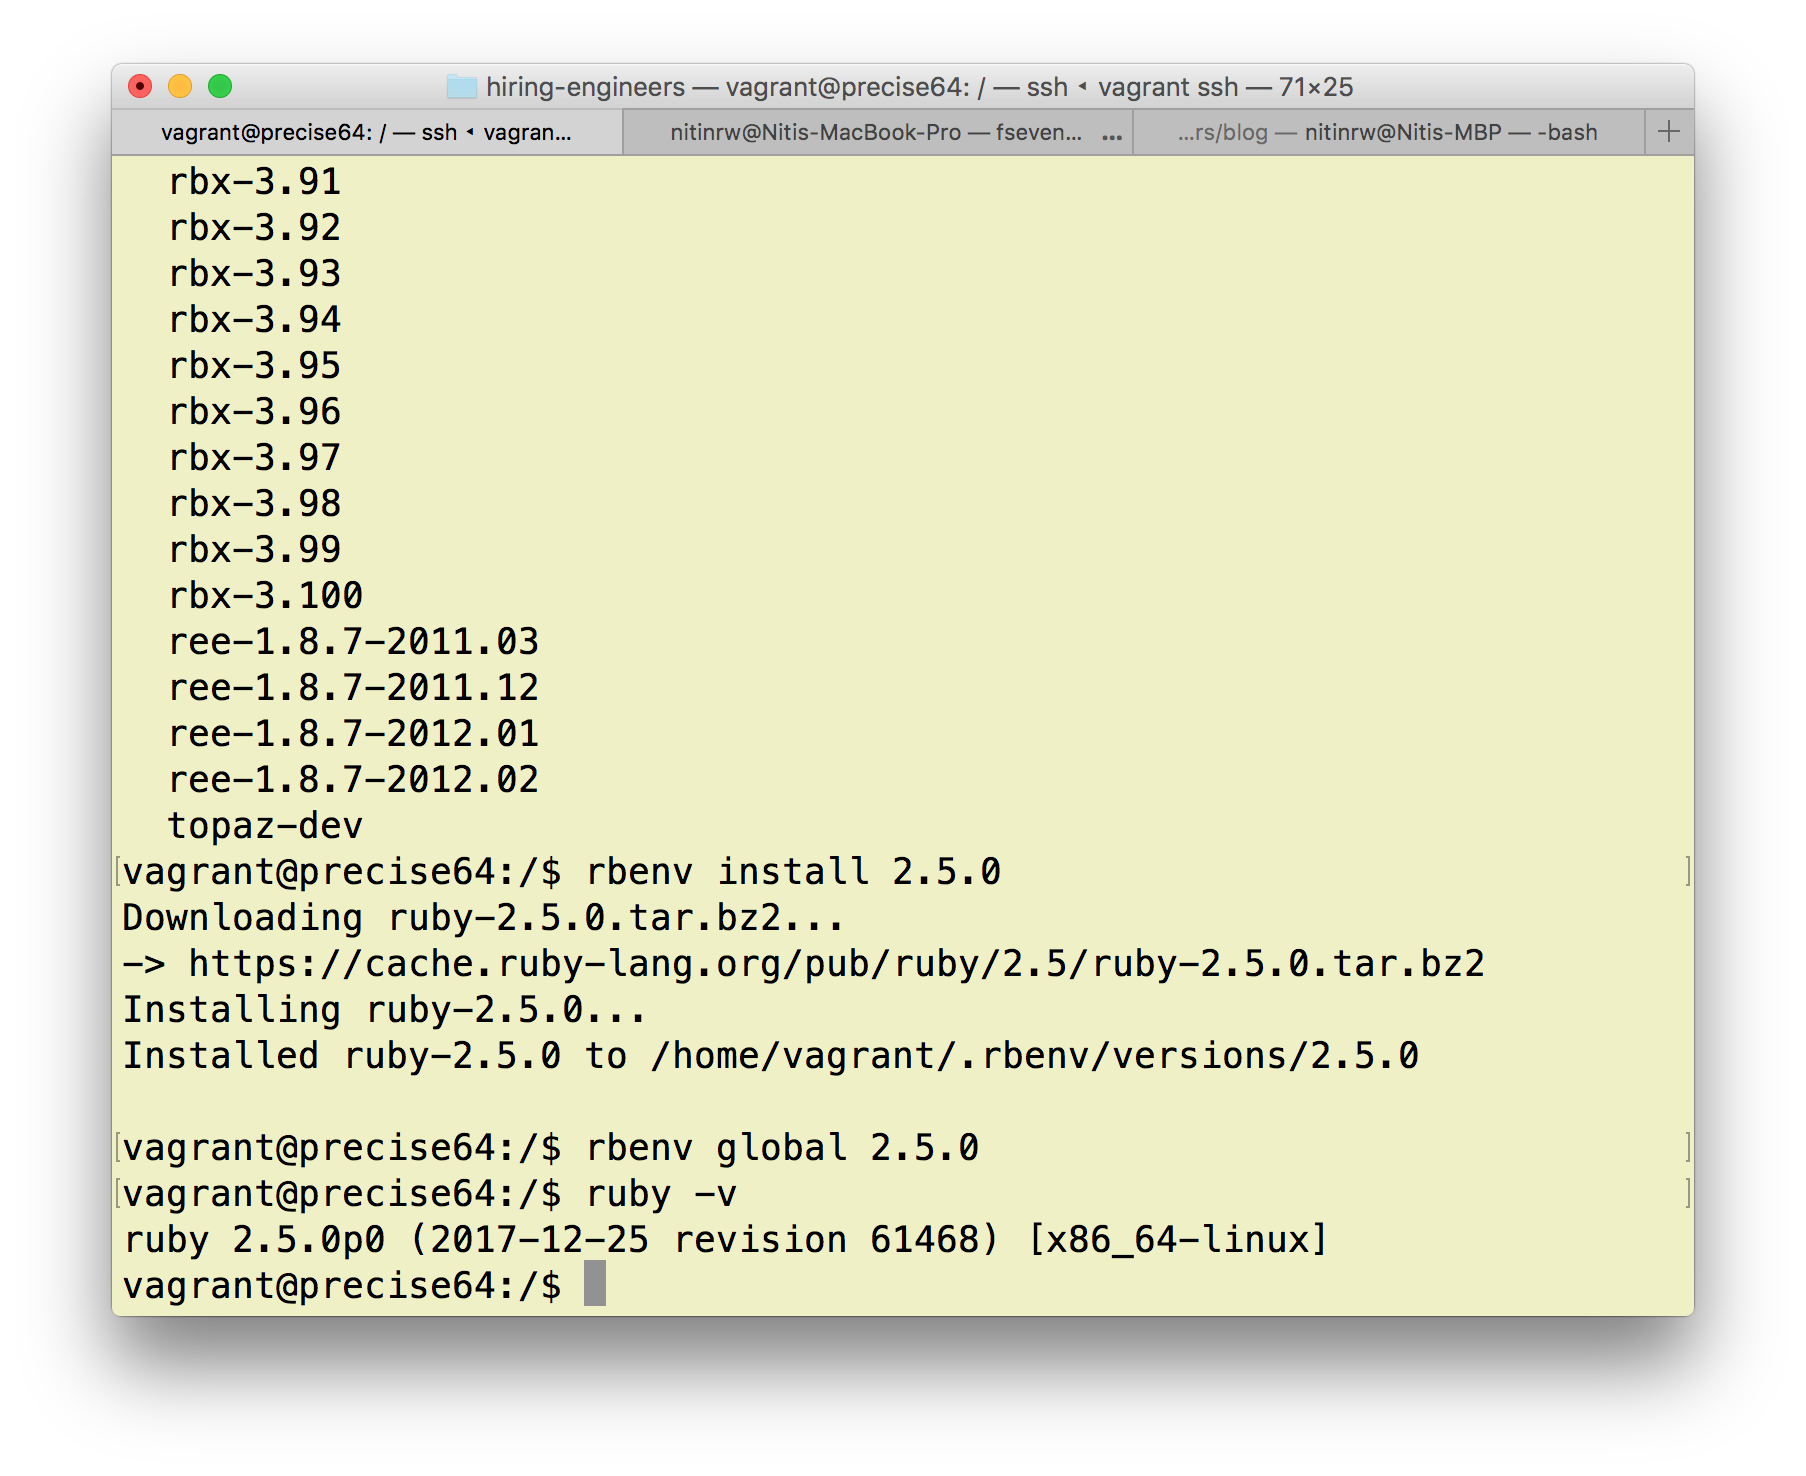 hiring-engineers — vagrant@precise64: / — ssh ◂ vagrant ssh — 71×25
vagrant@precise64: / — ssh ◂ vagran...
nitinrw@Nitis-MacBook-Pro — fseven... ...
...rs/blog — nitinrw@Nitis-MBP — -bash
rbx-3.91
rbx-3.92
rbx-3.93
rbx-3.94
rbx-3.95
rbx-3.96
rbx-3.97
rbx-3.98
rbx-3.99
rbx-3.100
ree-1.8.7-2011.03
ree-1.8.7-2011.12
ree-1.8.7-2012.01
ree-1.8.7-2012.02
topaz-dev
[vagrant@precise64:/$ rbenv install 2.5.0 ]
Downloading ruby-2.5.0.tar.bz2...
-> https://cache.ruby-lang.org/pub/ruby/2.5/ruby-2.5.0.tar.bz2
Installing ruby-2.5.0...
Installed ruby-2.5.0 to /home/vagrant/.rbenv/versions/2.5.0
[vagrant@precise64:/$ rbenv global 2.5.0 ]
[vagrant@precise64:/$ ruby -v ]
ruby 2.5.0p0 (2017-12-25 revision 61468) [x86_64-linux]
vagrant@precise64:/$